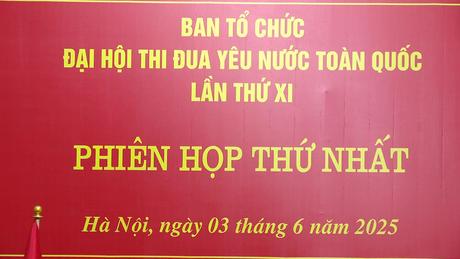 BAN TỔ CHỨC
ĐẠI HỘI THI ĐUA YÊU NƯỚC TOÀN QUỐC
LẦN THỨ XI
PHIÊN HỌP THỨ NHẤT
Hà Nội, ngày 03 tháng 6 năm 2025